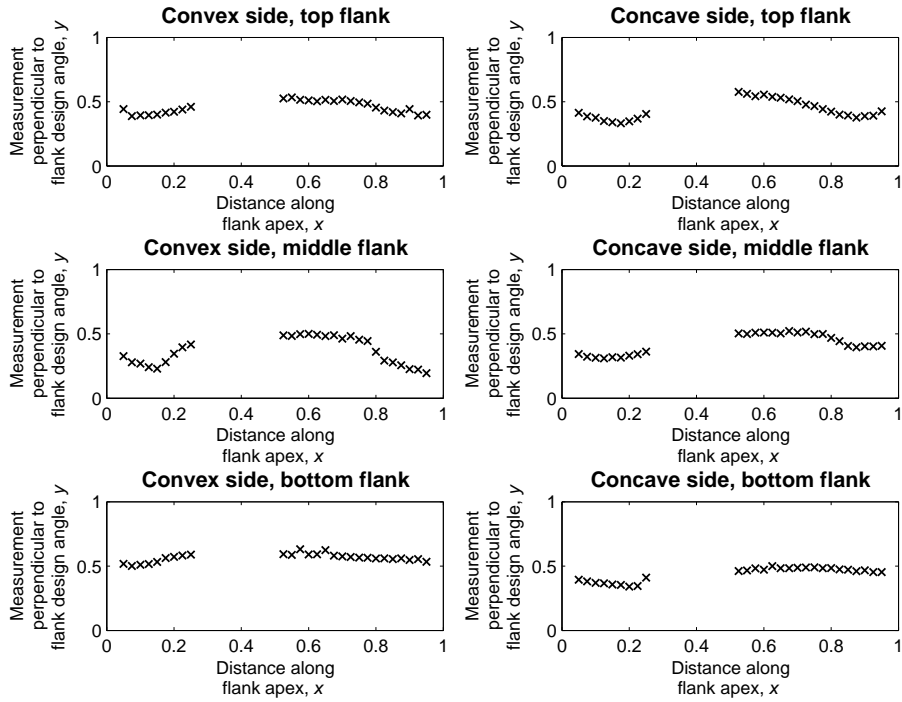 Convex side, top flank
Measurement
perpendicular to
flank design angle, y
1
0.5
0
0 0.2 0.4 0.6 0.8 1
Distance along
flank apex, x
Concave side, top flank
Measurement
perpendicular to
flank design angle, y
1
0.5
0
0 0.2 0.4 0.6 0.8 1
Distance along
flank apex, x
Convex side, middle flank
Measurement
perpendicular to
flank design angle, y
1
0.5
0
0 0.2 0.4 0.6 0.8 1
Distance along
flank apex, x
Concave side, middle flank
Measurement
perpendicular to
flank design angle, y
1
0.5
0
0 0.2 0.4 0.6 0.8 1
Distance along
flank apex, x
Convex side, bottom flank
Measurement
perpendicular to
flank design angle, y
1
0.5
0
0 0.2 0.4 0.6 0.8 1
Distance along
flank apex, x
Concave side, bottom flank
Measurement
perpendicular to
flank design angle, y
1
0.5
0
0 0.2 0.4 0.6 0.8 1
Distance along
flank apex, x